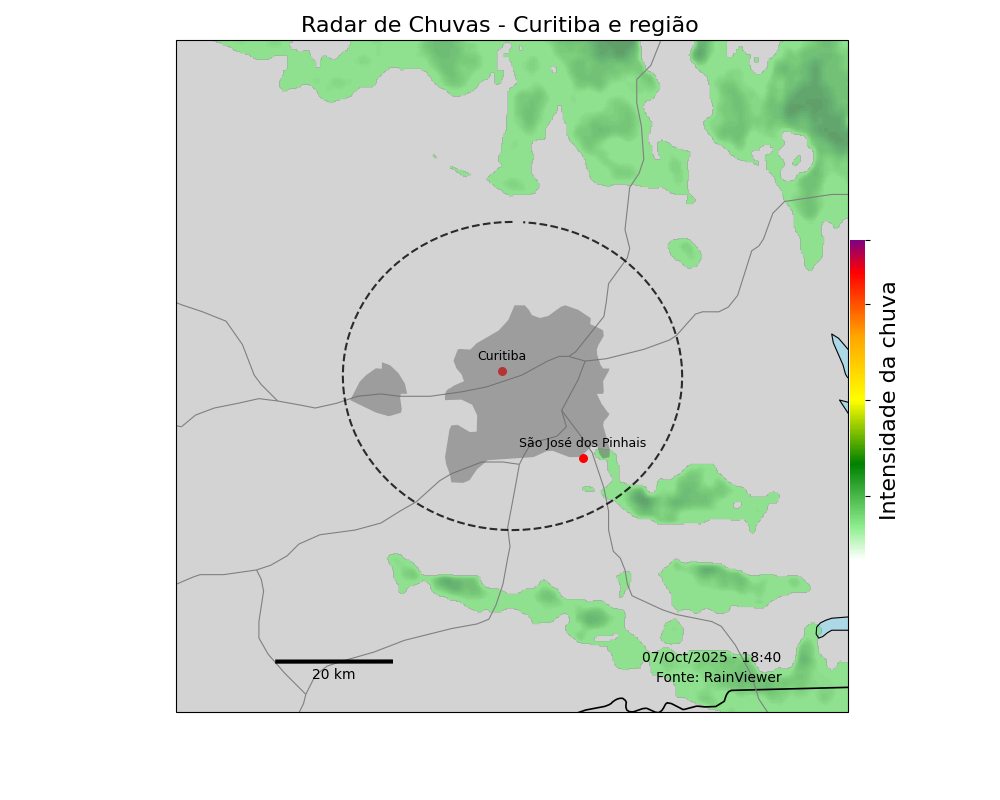 Radar de Chuvas - Curitiba e região
Curitiba
São José dos Pinhais
Intensidade da chuva
07/Oct/2025 - 18:40
20 km
Fonte: RainViewer